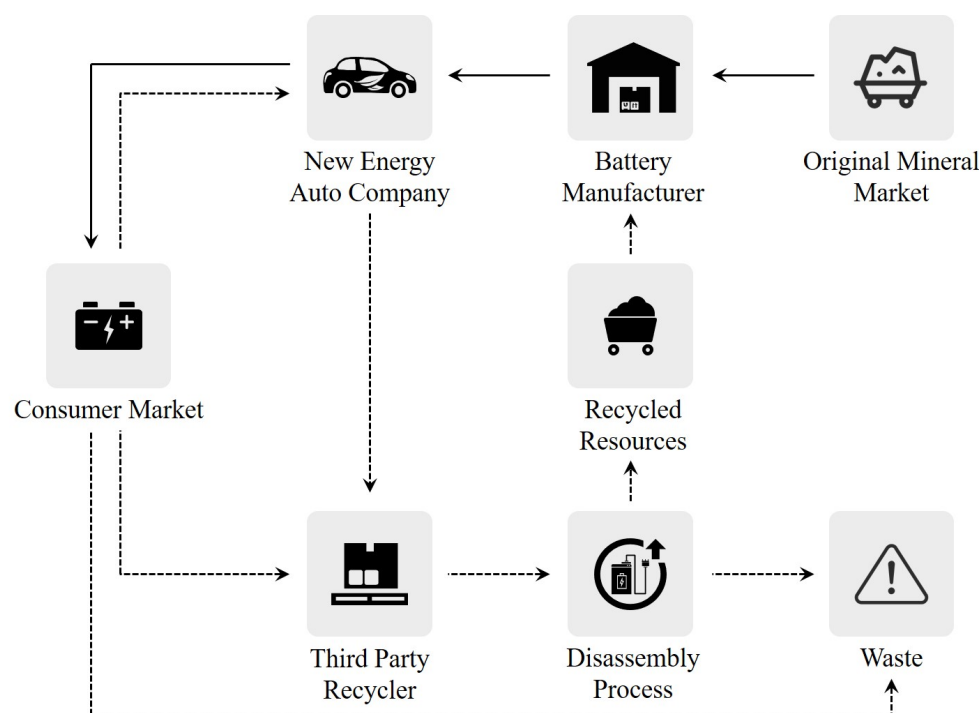 New Energy
Auto Company
Battery
Manufacturer
Original Mineral
Market
Consumer Market
Recycled
Resources
Third Party
Recycler
Disassembly
Process
Waste